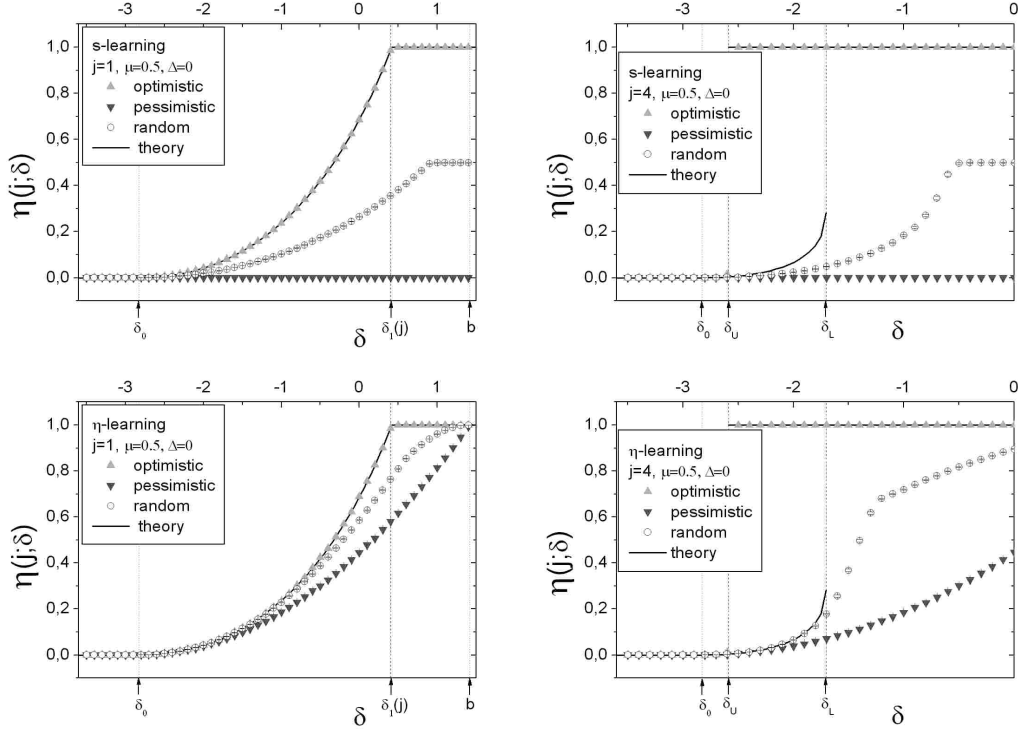 -3 -2 -1 0 1
1,0
0,8
0,6
0,4
0,2
0,0
η(j;δ)
s-learning
j=1, μ=0.5, Δ=0
optimistic
pessimistic
random
theory
δ₀ δ δ₁(j) b
-3 -2 -1 0
1,0
0,8
0,6
0,4
0,2
0,0
η(j;δ)
s-learning
j=4, μ=0.5, Δ=0
optimistic
pessimistic
random
theory
δ₀ δ_U δ_L δ
-3 -2 -1 0 1
1,0
0,8
0,6
0,4
0,2
0,0
η(j;δ)
η-learning
j=1, μ=0.5, Δ=0
optimistic
pessimistic
random
theory
δ₀ δ δ₁(j) b
-3 -2 -1 0
1,0
0,8
0,6
0,4
0,2
0,0
η(j;δ)
η-learning
j=4, μ=0.5, Δ=0
optimistic
pessimistic
random
theory
δ₀ δ_U δ_L δ